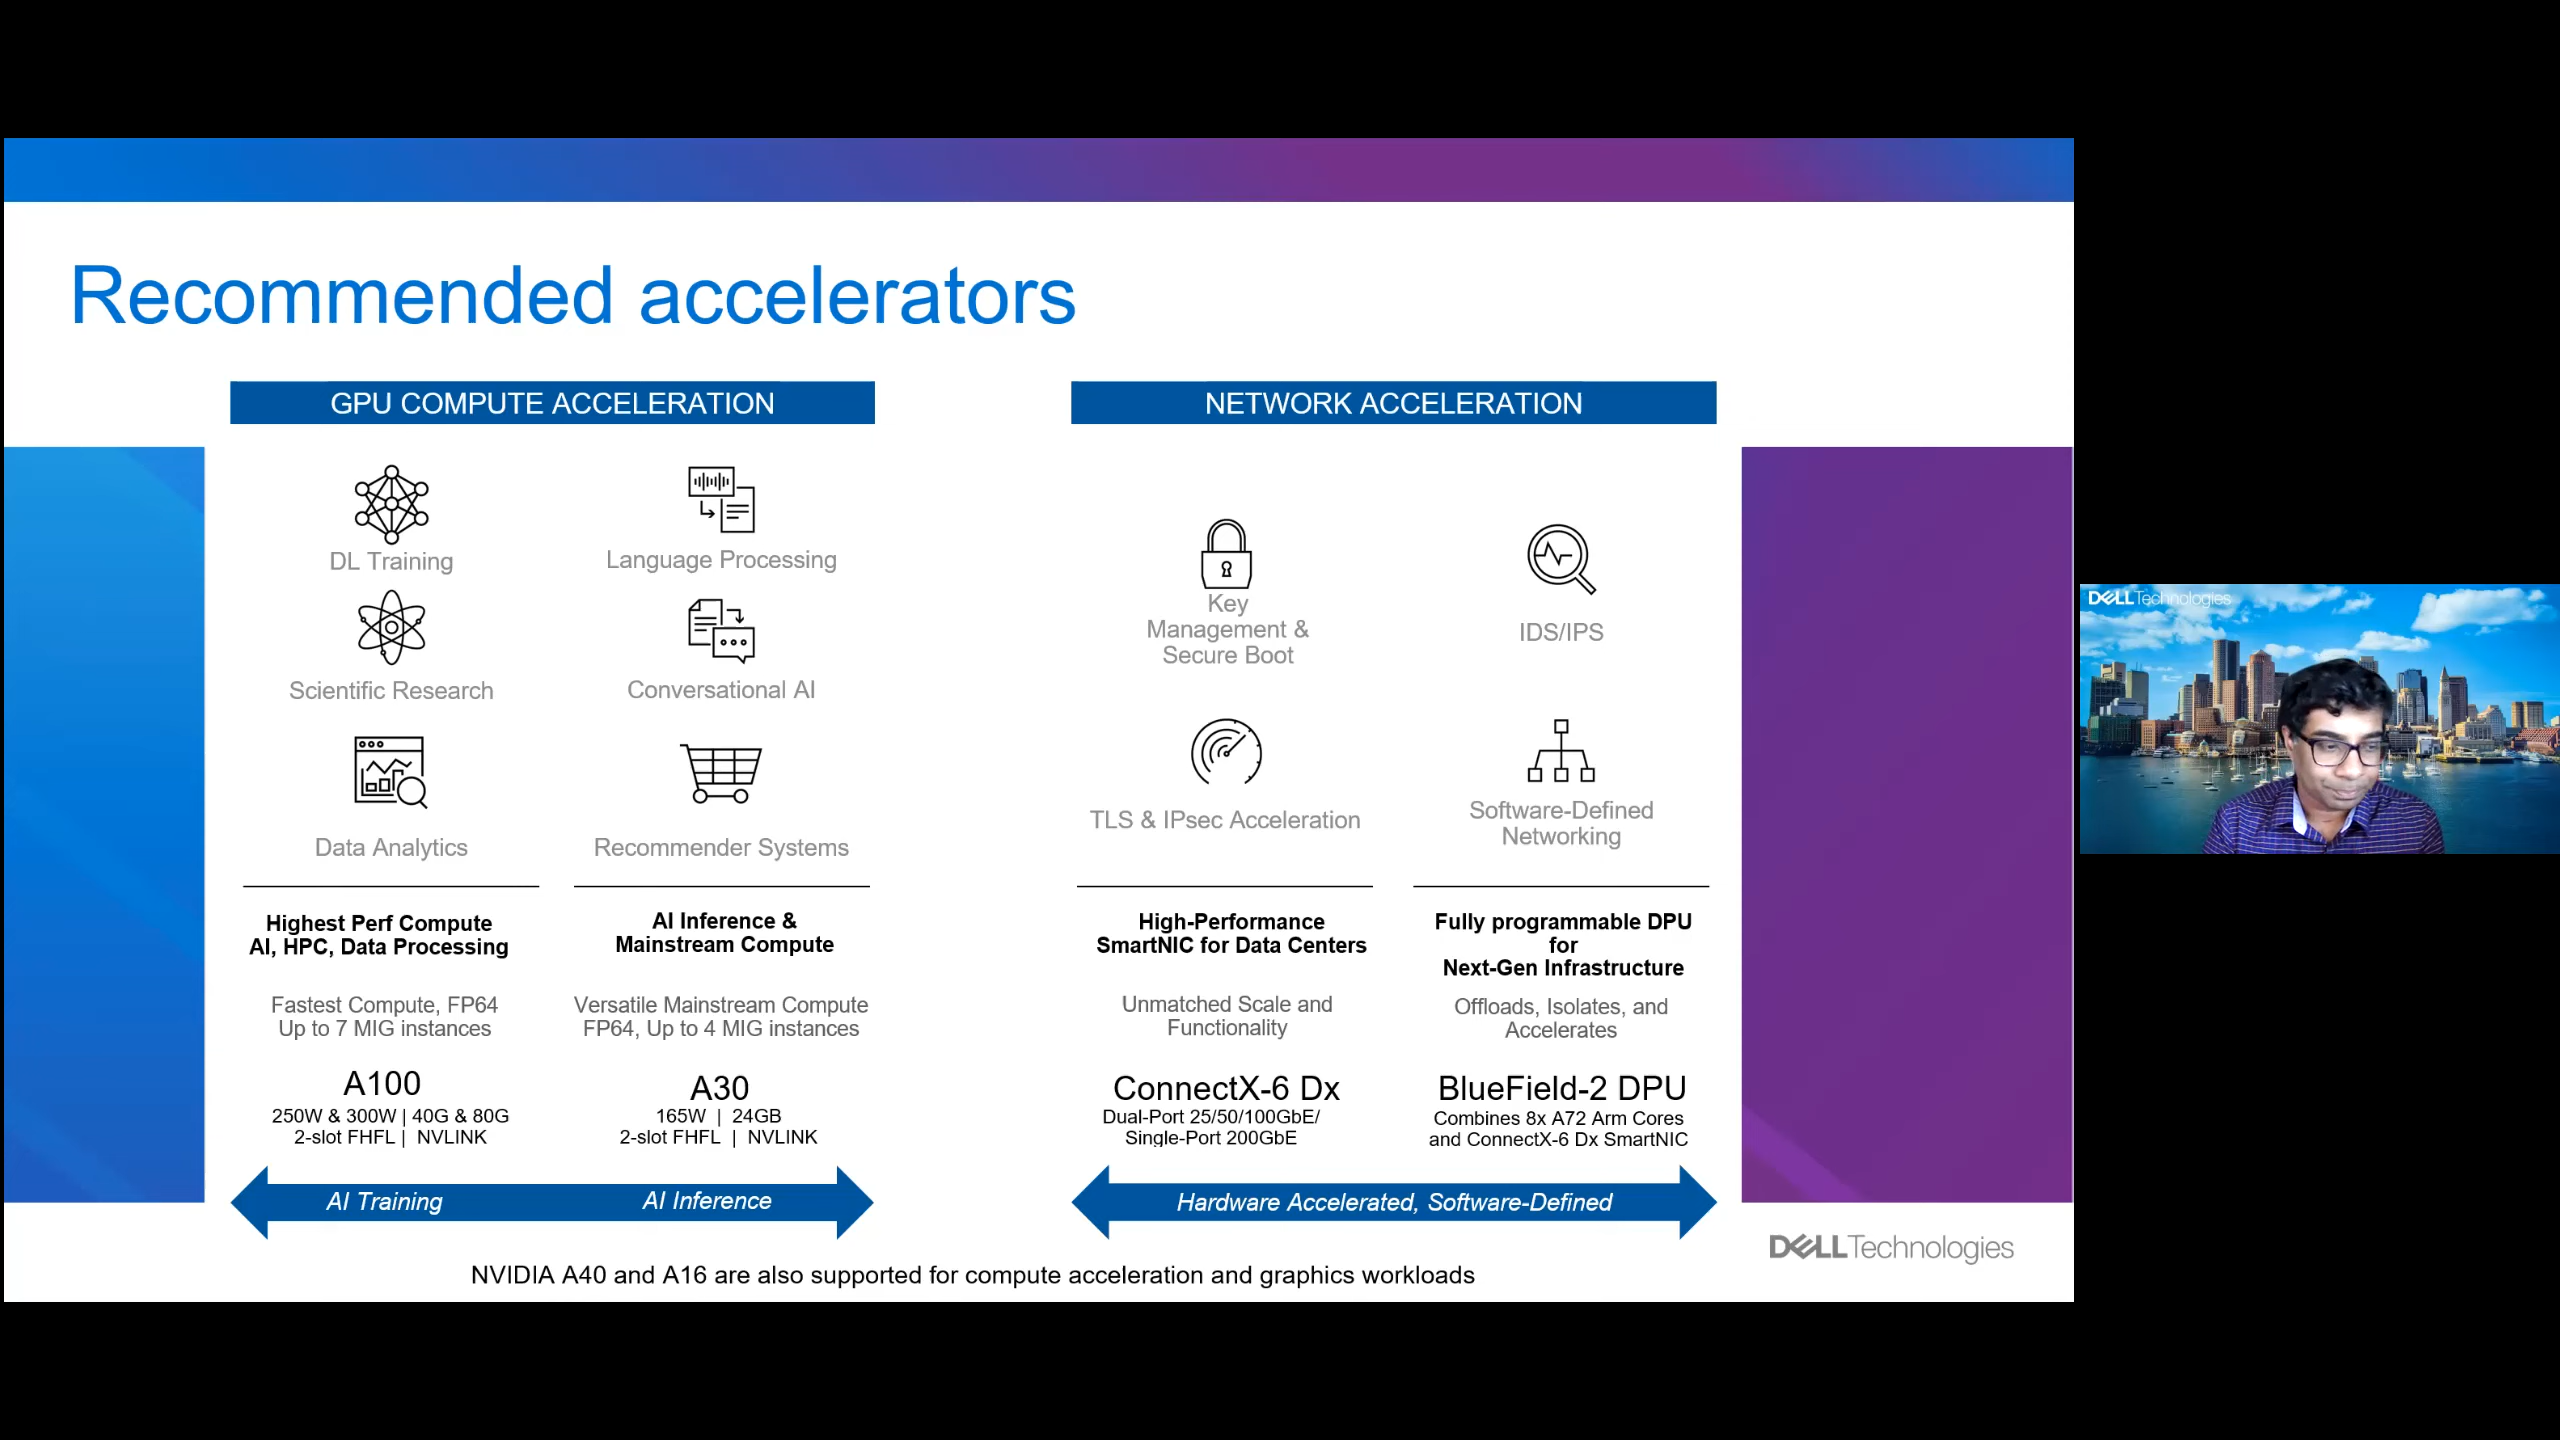 Recommended accelerators
GPU COMPUTE ACCELERATION
DL Training
Language Processing
Scientific Research
Conversational AI
Data Analytics
Recommender Systems
Highest Perf Compute
AI, HPC, Data Processing
AI Inference &
Mainstream Compute
Fastest Compute, FP64
Up to 7 MIG instances
Versatile Mainstream Compute
FP64, Up to 4 MIG instances
A100
250W & 300W | 40G & 80G
2-slot FHFL | NVLINK
A30
165W | 24GB
2-slot FHFL | NVLINK
AI Training
AI Inference
NETWORK ACCELERATION
Key
Management &
Secure Boot
IDS/IPS
TLS & IPsec Acceleration
Software-Defined
Networking
High-Performance
SmartNIC for Data Centers
Fully programmable DPU
for
Next-Gen Infrastructure
Unmatched Scale and
Functionality
Offloads, Isolates, and
Accelerates
ConnectX-6 Dx
Dual-Port 25/50/100GbE/
Single-Port 200GbE
BlueField-2 DPU
Combines 8x A72 Arm Cores
and ConnectX-6 Dx SmartNIC
Hardware Accelerated, Software-Defined
NVIDIA A40 and A16 are also supported for compute acceleration and graphics workloads
DELLTechnologies
DELLTechnologies